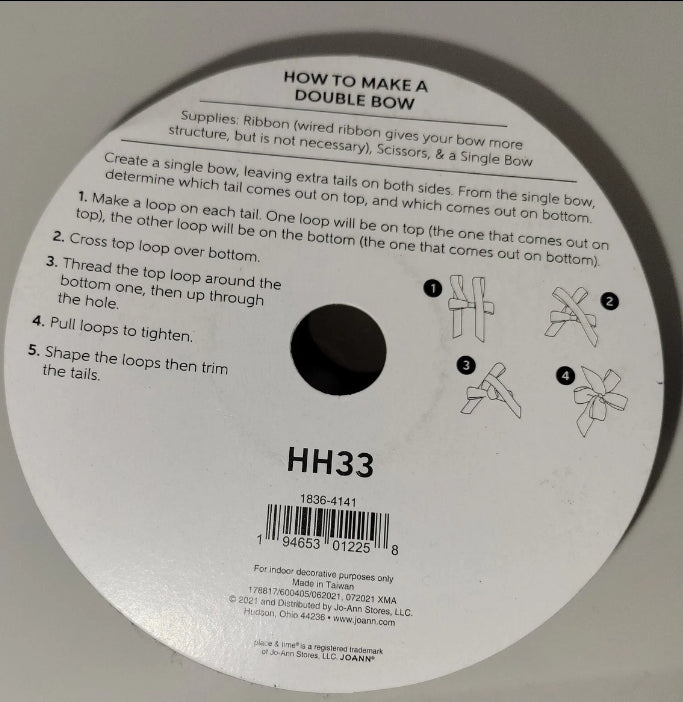 HOW TO MAKE A
DOUBLE BOW
Supplies: Ribbon (wired ribbon gives your bow more
structure, but is not necessary), Scissors, & a Single Bow
Create a single bow, leaving extra tails on both sides. From the single bow,
determine which tail comes out on top, and which comes out on bottom.
1. Make a loop on each tail. One loop will be on top (the one that comes out on
top), the other loop will be on the bottom (the one that comes out on bottom).
2. Cross top loop over bottom.
3. Thread the top loop around the
bottom one, then up through
the hole.
4. Pull loops to tighten.
5. Shape the loops then trim
the tails.
1
2
3
4
HH33
1836-4141
1 94653 01225 8
For indoor decorative purposes only
Made in Taiwan
178817/600405/062021, 072021 XMA
© 2021 and Distributed by Jo-Ann Stores, LLC.
Hudson, Ohio 44236 • www.joann.com
place & time® is a registered trademark
of Jo-Ann Stores, LLC. JOANN®